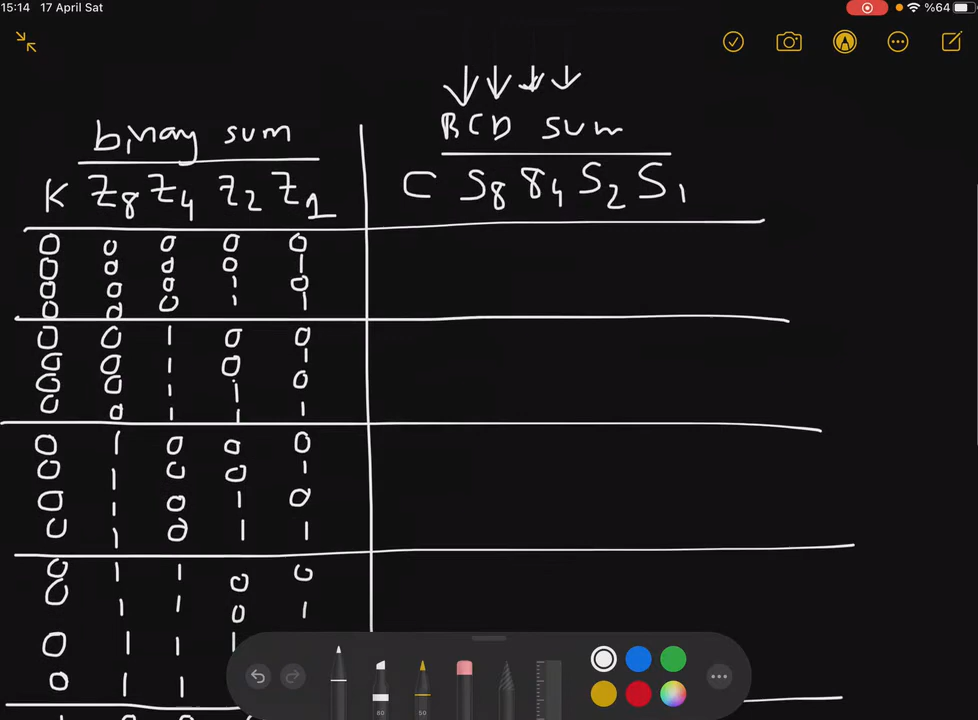 15:14 17 April Sat %64
binary sum BCD sum
K Z8 Z4 Z2 Z1 C S8 84 S2 S1
0 0 0 0 0
0 0 0 0 1
0 0 0 1 0
0 0 0 1 1
0 0 1 0 0
0 0 1 0 1
0 0 1 1 0
0 0 1 1 1
0 1 0 0 0
0 1 0 0 1
0 1 0 1 0
0 1 0 1 1
0 1 1 0 0
0 1 1 0 1
0 1 1 1
0 1 1
80 50